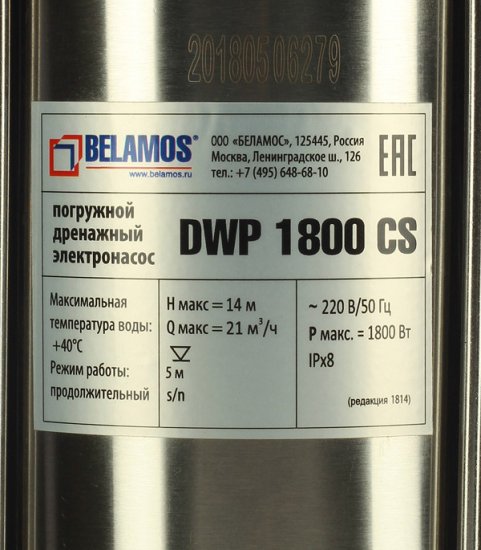 20180506279
BELAMOS®
www.belamos.ru
ООО «БЕЛАМОС», 125445, Россия
Москва, Ленинградское ш., 126
тел.: +7 (495) 648-68-10
EAC
погружной
дренажный
электронасос
DWP 1800 CS
Максимальная
температура воды:
+40°С
Режим работы:
продолжительный
H макс = 14 м
Q макс = 21 м³/ч
5 м
s/n
~ 220 В/50 Гц
P макс. = 1800 Вт
IPx8
(редакция 1814)